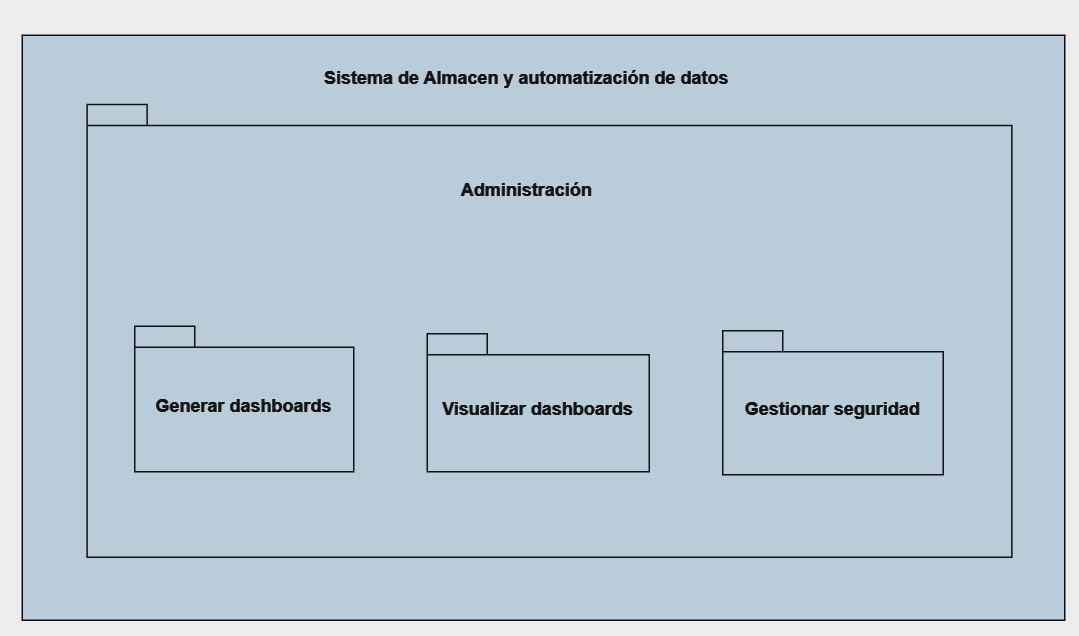 Sistema de Almacen y automatización de datos
Administración
Generar dashboards
Visualizar dashboards
Gestionar seguridad